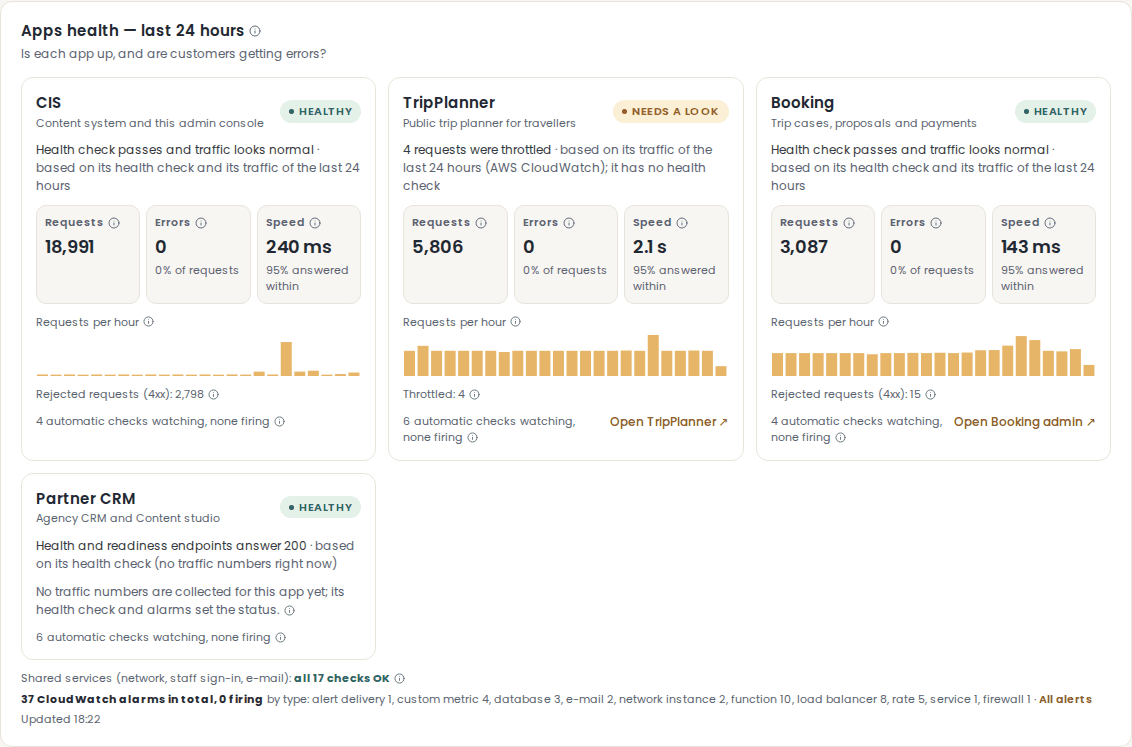 Apps health — last 24 hours
Is each app up, and are customers getting errors?
CIS
Content system and this admin console
HEALTHY
Health check passes and traffic looks normal ·
based on its health check and its traffic of the last 24
hours
Requests
18,991
Errors
0
0% of requests
Speed
240 ms
95% answered
within
Requests per hour
Rejected requests (4xx): 2,798
4 automatic checks watching, none firing
TripPlanner
Public trip planner for travellers
NEEDS A LOOK
4 requests were throttled · based on its traffic of the
last 24 hours (AWS CloudWatch); it has no health
check
Requests
5,806
Errors
0
0% of requests
Speed
2.1 s
95% answered
within
Requests per hour
Throttled: 4
6 automatic checks watching,
none firing
Open TripPlanner ↗
Booking
Trip cases, proposals and payments
HEALTHY
Health check passes and traffic looks normal ·
based on its health check and its traffic of the last 24
hours
Requests
3,087
Errors
0
0% of requests
Speed
143 ms
95% answered
within
Requests per hour
Rejected requests (4xx): 15
4 automatic checks watching,
none firing
Open Booking admin ↗
Partner CRM
Agency CRM and Content studio
HEALTHY
Health and readiness endpoints answer 200 · based
on its health check (no traffic numbers right now)
No traffic numbers are collected for this app yet; its
health check and alarms set the status.
6 automatic checks watching, none firing
Shared services (network, staff sign-in, e-mail): all 17 checks OK
37 CloudWatch alarms in total, 0 firing by type: alert delivery 1, custom metric 4, database 3, e-mail 2, network instance 2, function 10, load balancer 8, rate 5, service 1, firewall 1 · All alerts
Updated 18:22